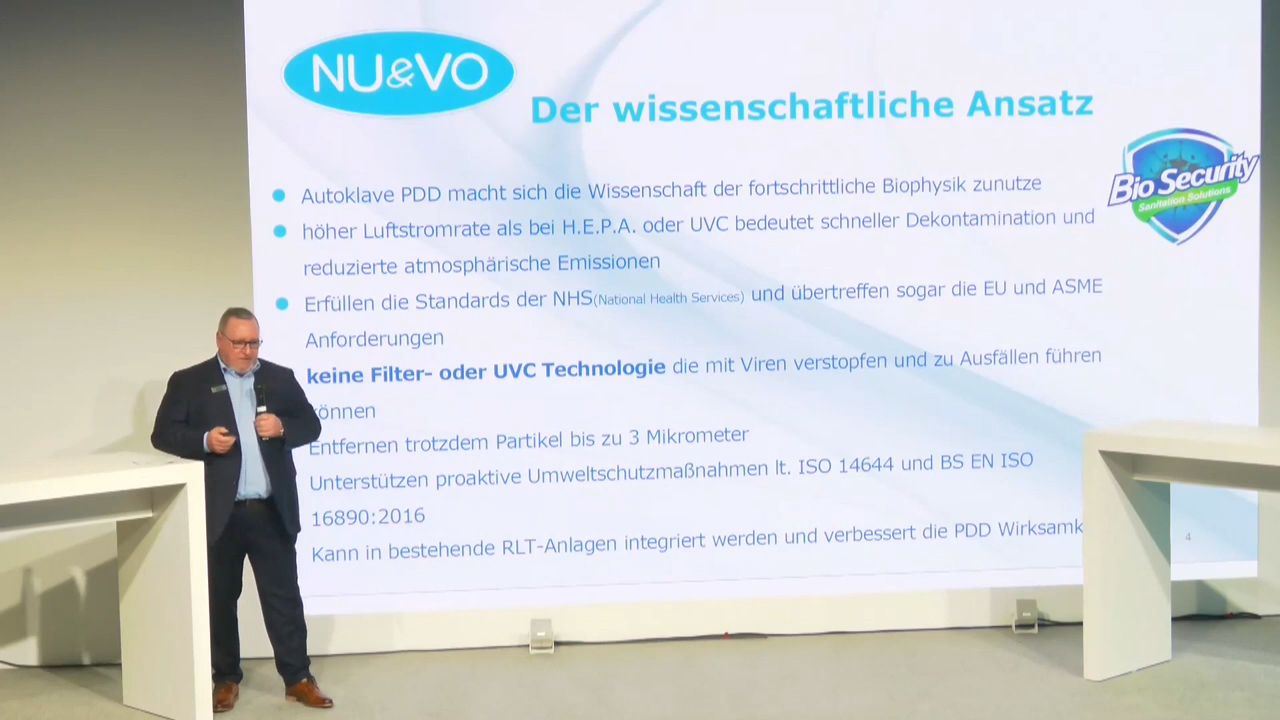 NU&VO
Der wissenschaftliche Ansatz
Bio Security
Sanitation Solutions
Autoklave PDD macht sich die Wissenschaft der fortschrittliche Biophysik zunutze
höher Luftstromrate als bei H.E.P.A. oder UVC bedeutet schneller Dekontamination und
reduzierte atmosphärische Emissionen
Erfüllen die Standards der NHS(National Health Services) und übertreffen sogar die EU und ASME
Anforderungen
keine Filter- oder UVC Technologie die mit Viren verstopfen und zu Ausfällen führen
können
Entfernen trotzdem Partikel bis zu 3 Mikrometer
Unterstützen proaktive Umweltschutzmaßnahmen lt. ISO 14644 und BS EN ISO
16890:2016
Kann in bestehende RLT-Anlagen integriert werden und verbessert die PDD Wirksamk
4